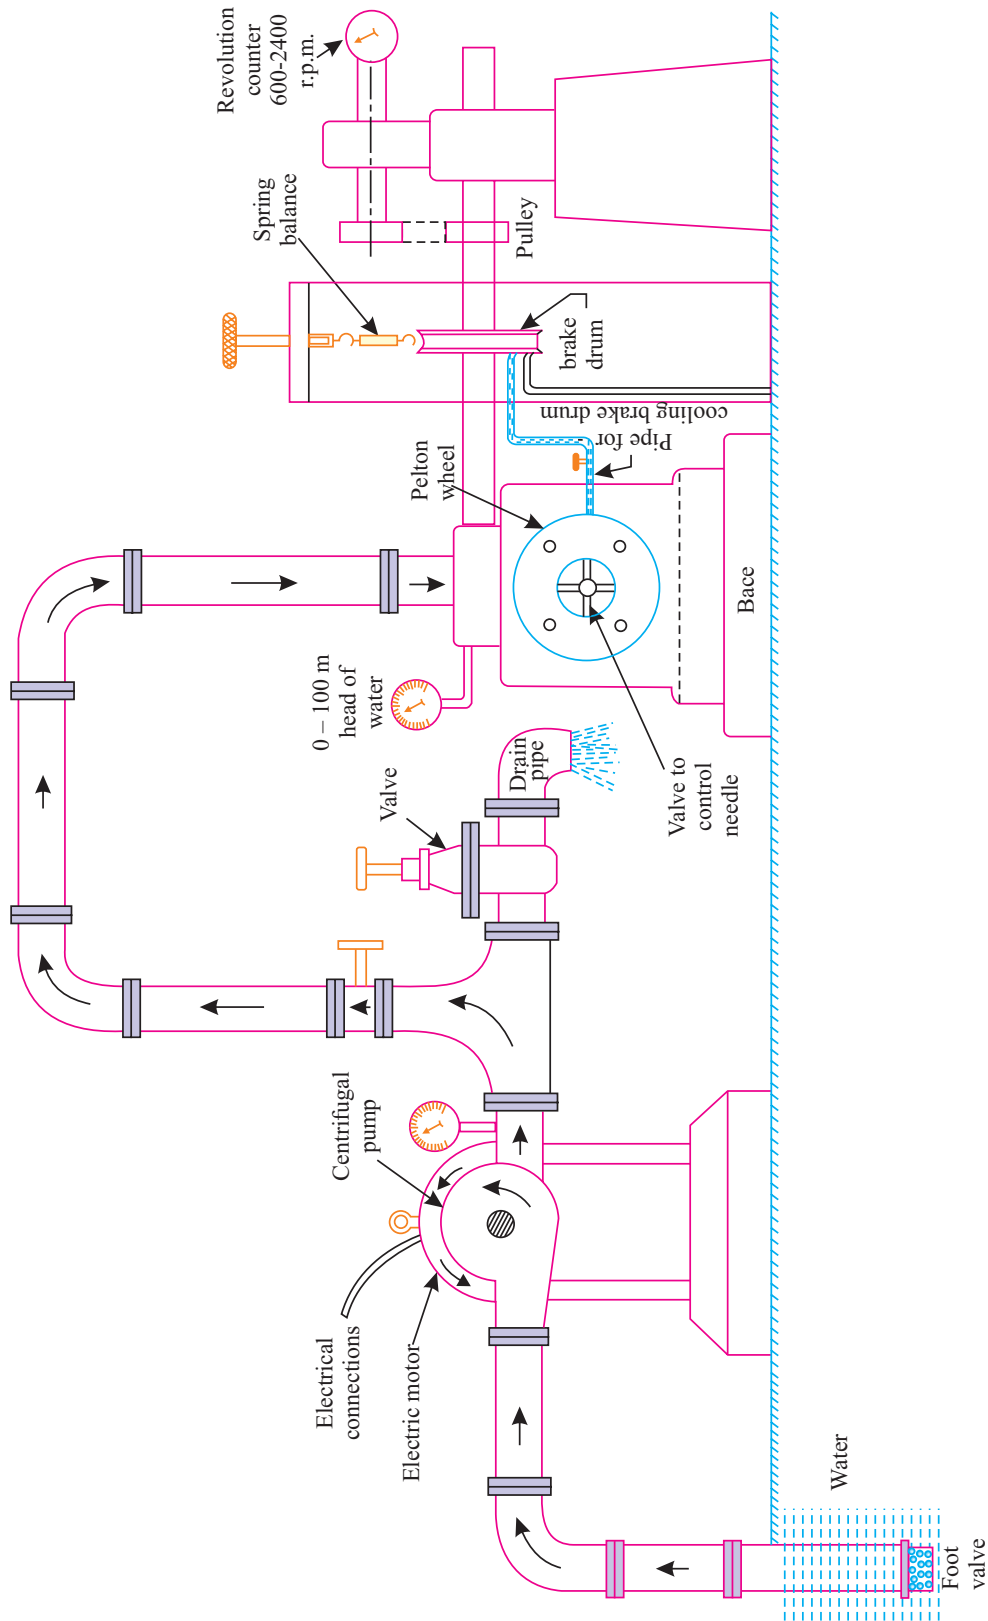 Revolution
counter
600-2400
r.p.m.
Spring
balance
Pulley
brake
drum
Pipe for
cooling brake drum
Pelton
wheel
Bace
0 – 100 m
head of
water
Valve
Drain
pipe
Valve to
control
needle
Centrifugal
pump
Electrical
connections
Electric motor
Water
Foot
valve